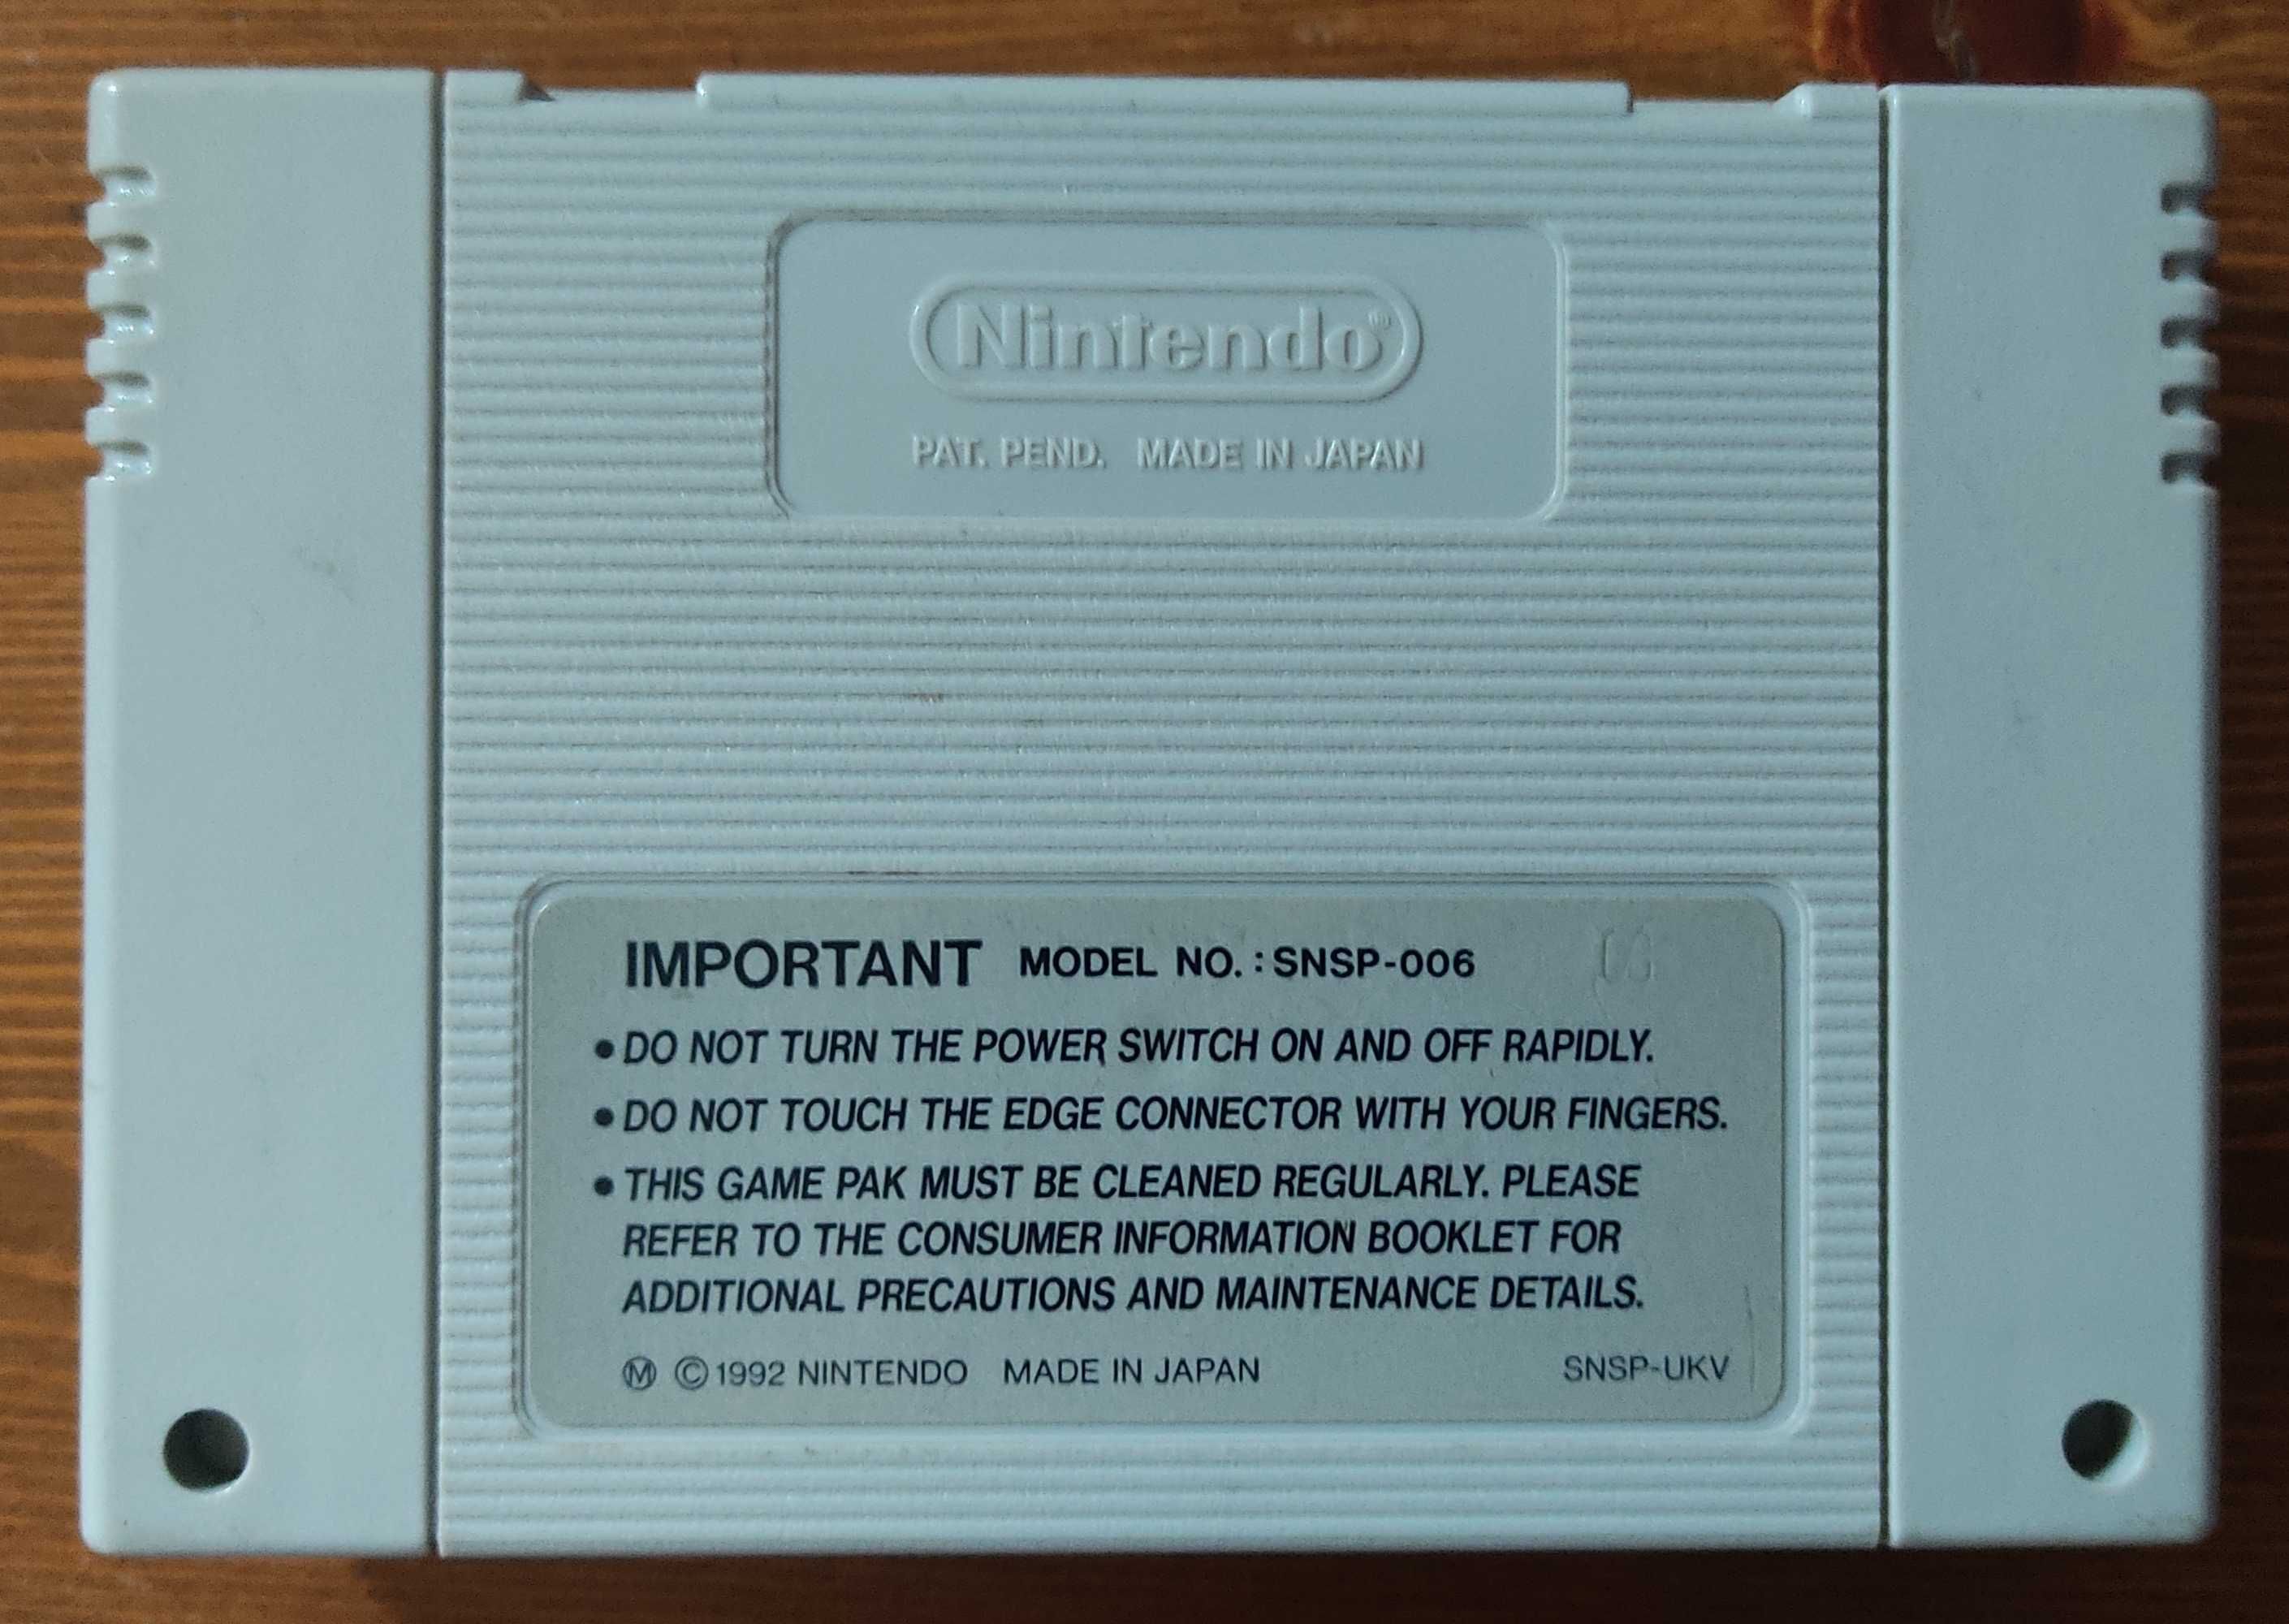 Nintendo®
PAT. PEND. MADE IN JAPAN
IMPORTANT MODEL NO. : SNSP-006
• DO NOT TURN THE POWER SWITCH ON AND OFF RAPIDLY.
• DO NOT TOUCH THE EDGE CONNECTOR WITH YOUR FINGERS.
• THIS GAME PAK MUST BE CLEANED REGULARLY. PLEASE
REFER TO THE CONSUMER INFORMATION BOOKLET FOR
ADDITIONAL PRECAUTIONS AND MAINTENANCE DETAILS.
Ⓜ ©1992 NINTENDO MADE IN JAPAN SNSP-UKV